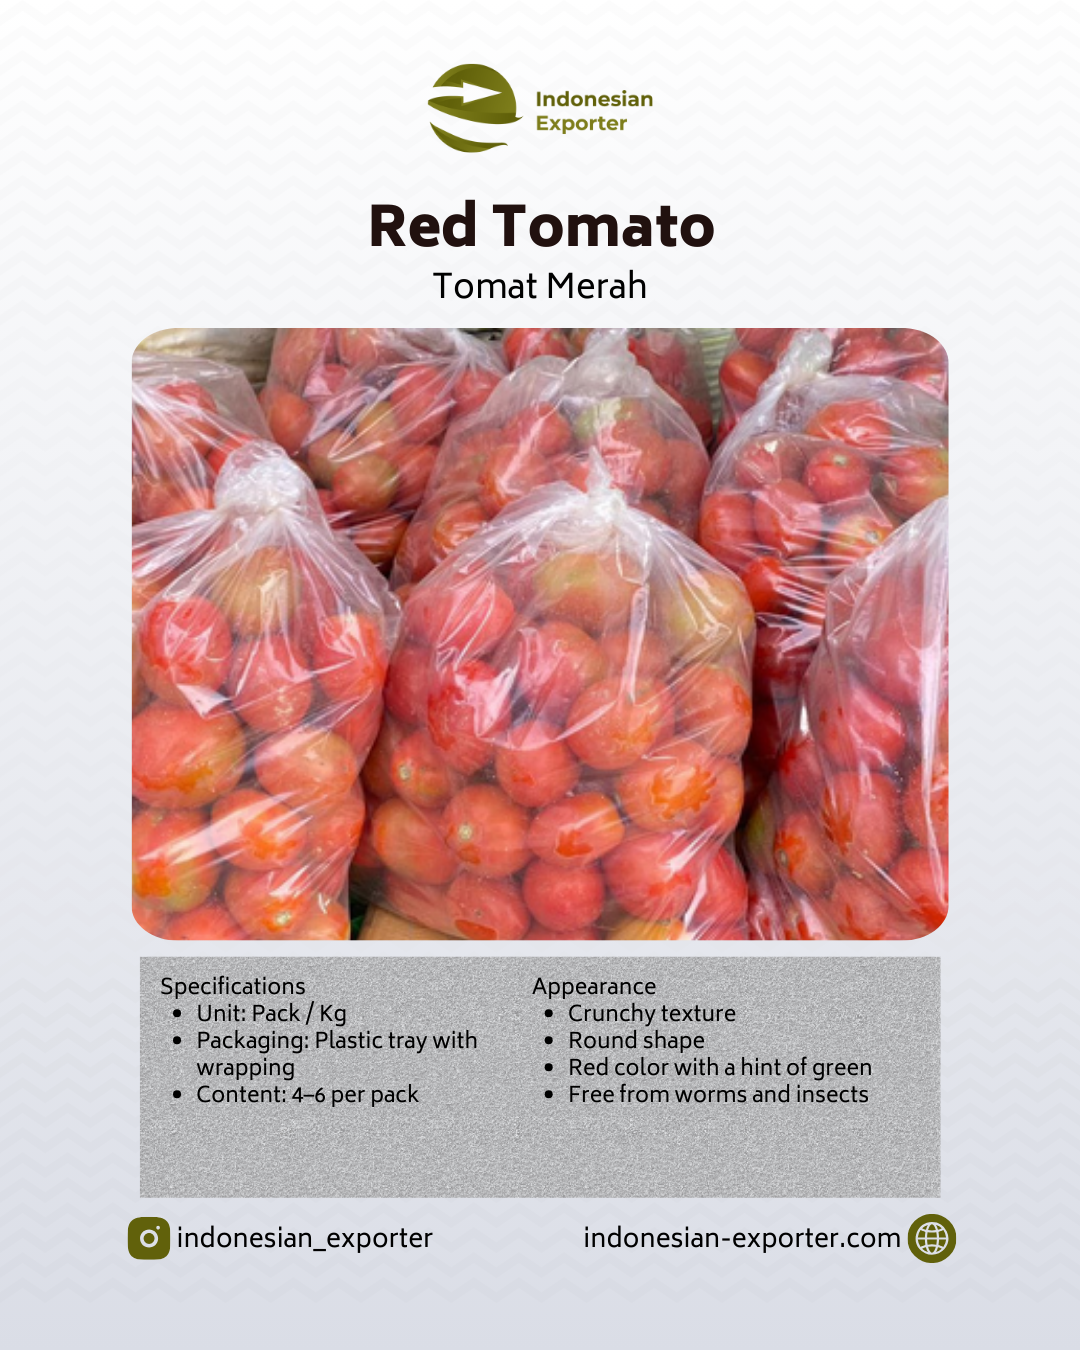 Indonesian
Exporter
Red Tomato
Tomat Merah
Specifications
• Unit: Pack / Kg
• Packaging: Plastic tray with
wrapping
• Content: 4–6 per pack
Appearance
• Crunchy texture
• Round shape
• Red color with a hint of green
• Free from worms and insects
indonesian_exporter
indonesian-exporter.com